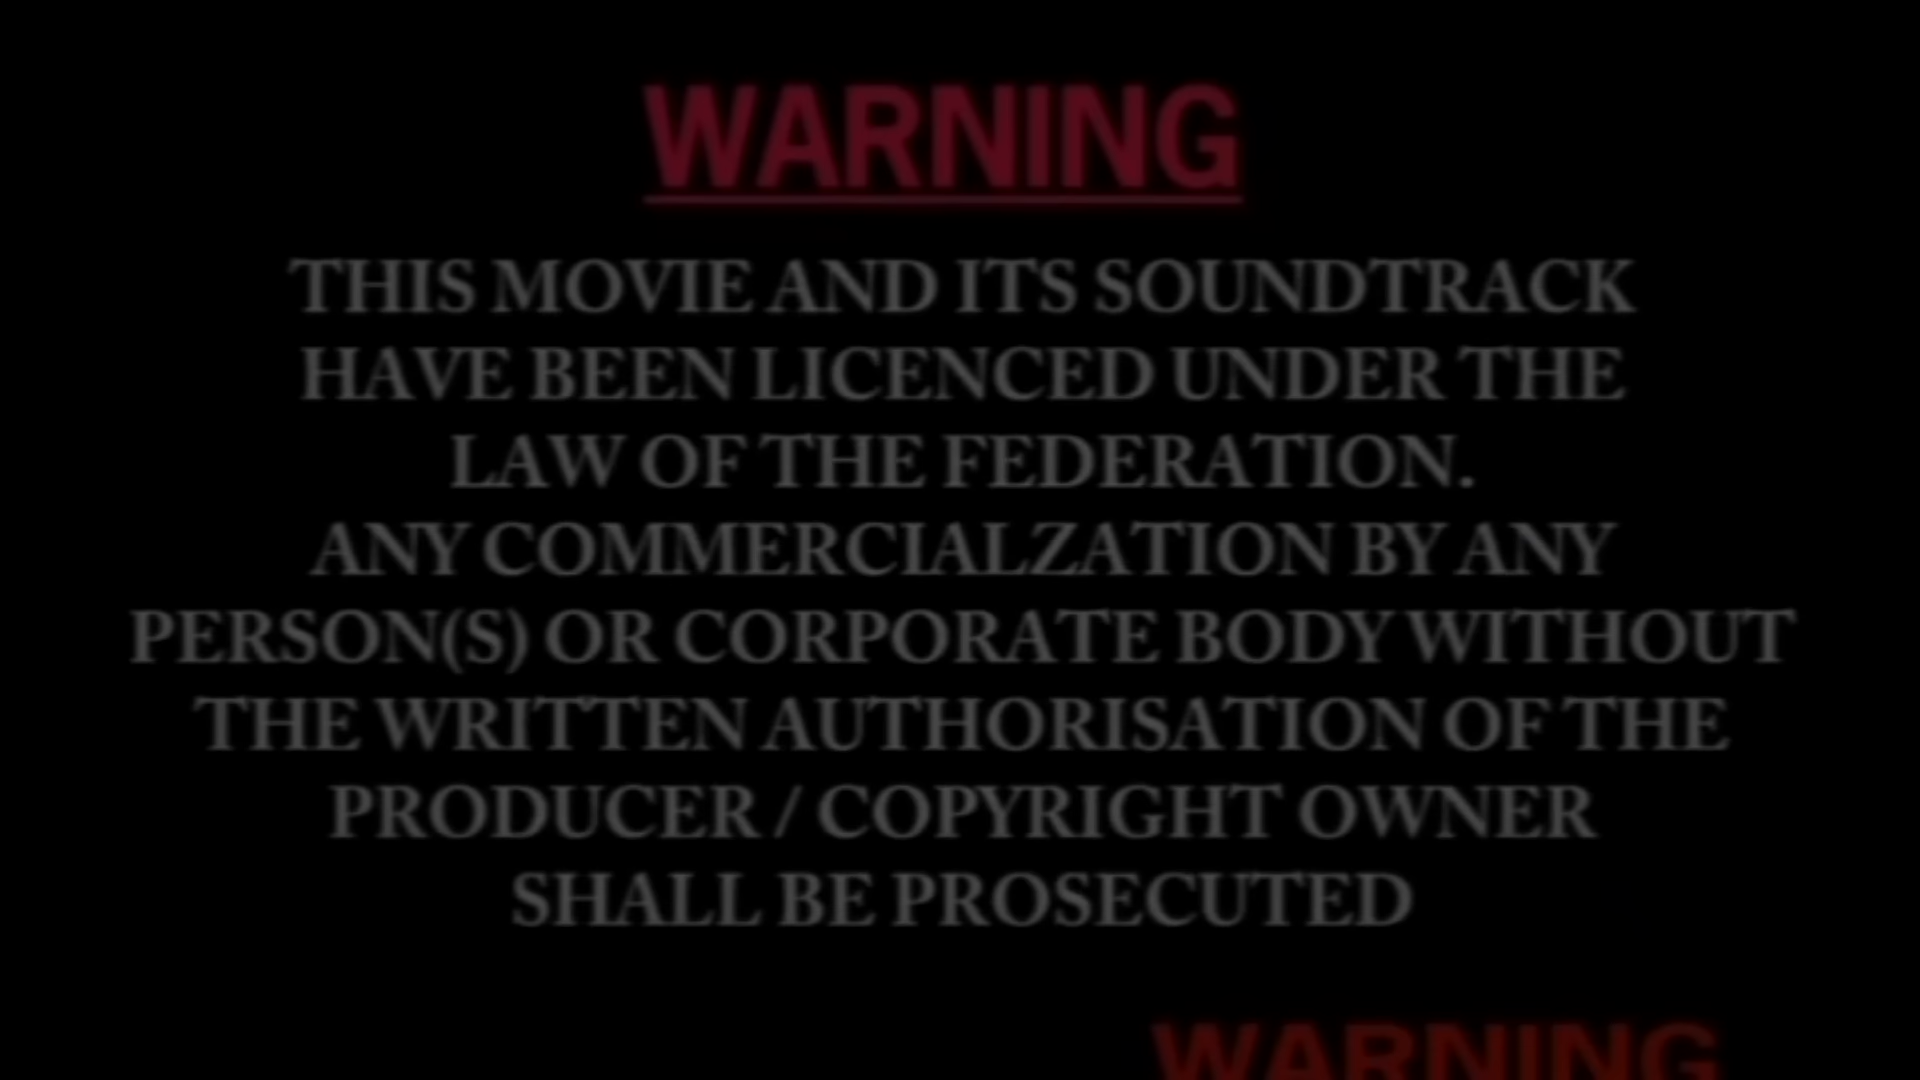 WARNING
THIS MOVIE AND ITS SOUNDTRACK
HAVE BEEN LICENCED UNDER THE
LAW OF THE FEDERATION.
ANY COMMERCIALZATION BY ANY
PERSON(S) OR CORPORATE BODY WITHOUT
THE WRITTEN AUTHORISATION OF THE
PRODUCER / COPYRIGHT OWNER
SHALL BE PROSECUTED
WARNING